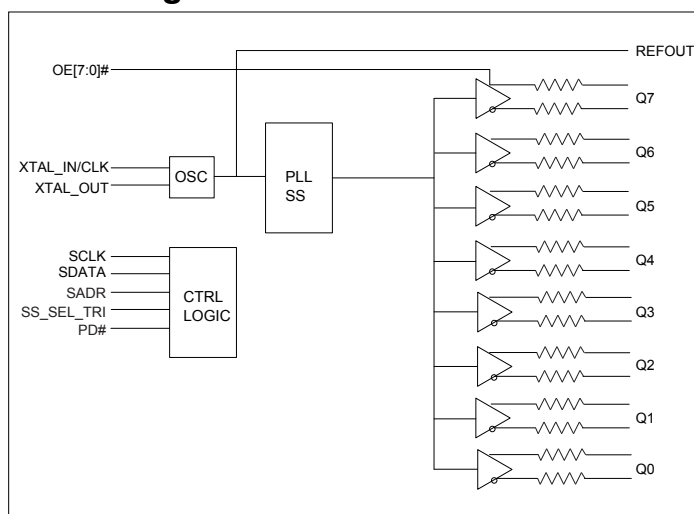 REFOUT
OE[7:0]#
Q7
Q6
XTAL_IN/CLK
OSC
XTAL_OUT
PLL
SS
Q5
Q4
SCLK
SDATA
SADR
SS_SEL_TRI
PD#
CTRL
LOGIC
Q3
Q2
Q1
Q0